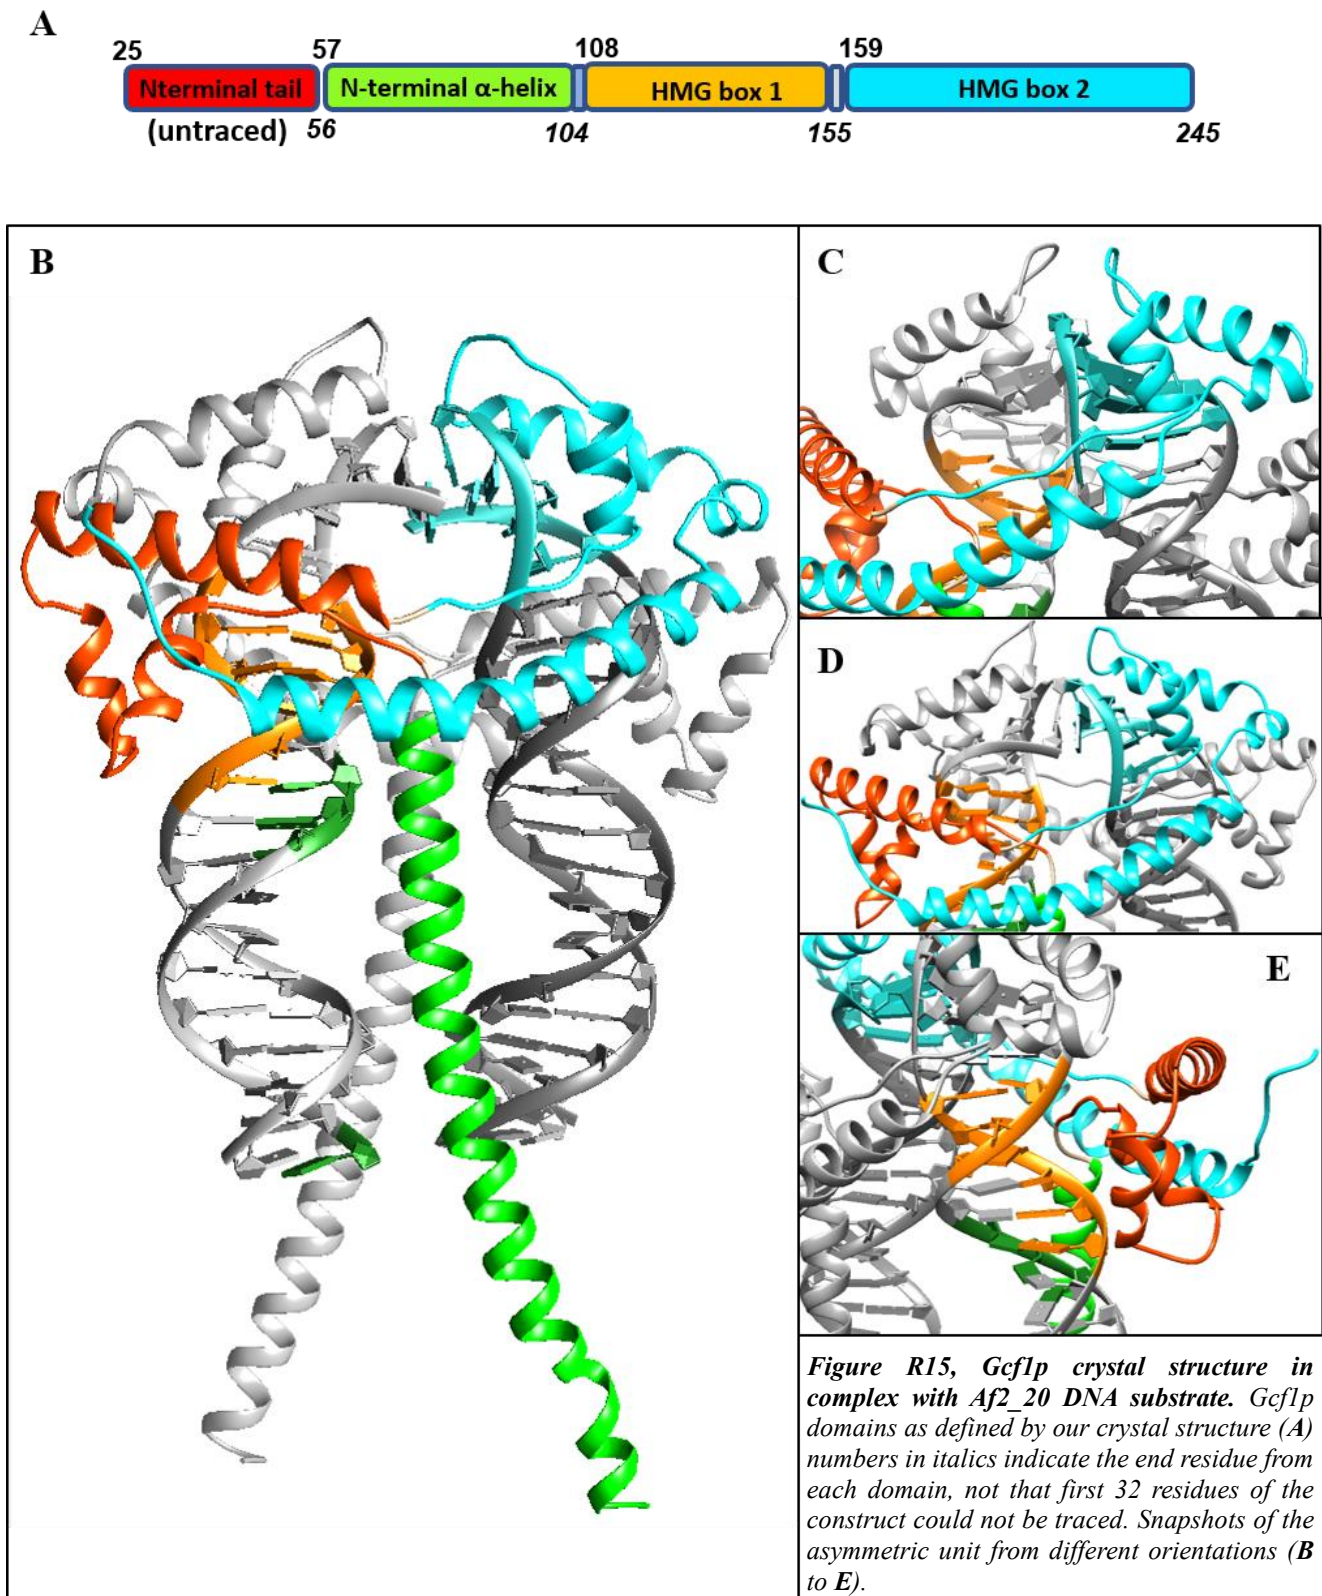 A
25 57 108 159
Nterminal tail N-terminal α-helix HMG box 1 HMG box 2
(untraced) 56 104 155 245
B
C
D
E
Figure R15, Gcf1p crystal structure in
complex with Af2_20 DNA substrate. Gcf1p
domains as defined by our crystal structure (A)
numbers in italics indicate the end residue from
each domain, not that first 32 residues of the
construct could not be traced. Snapshots of the
asymmetric unit from different orientations (B
to E).